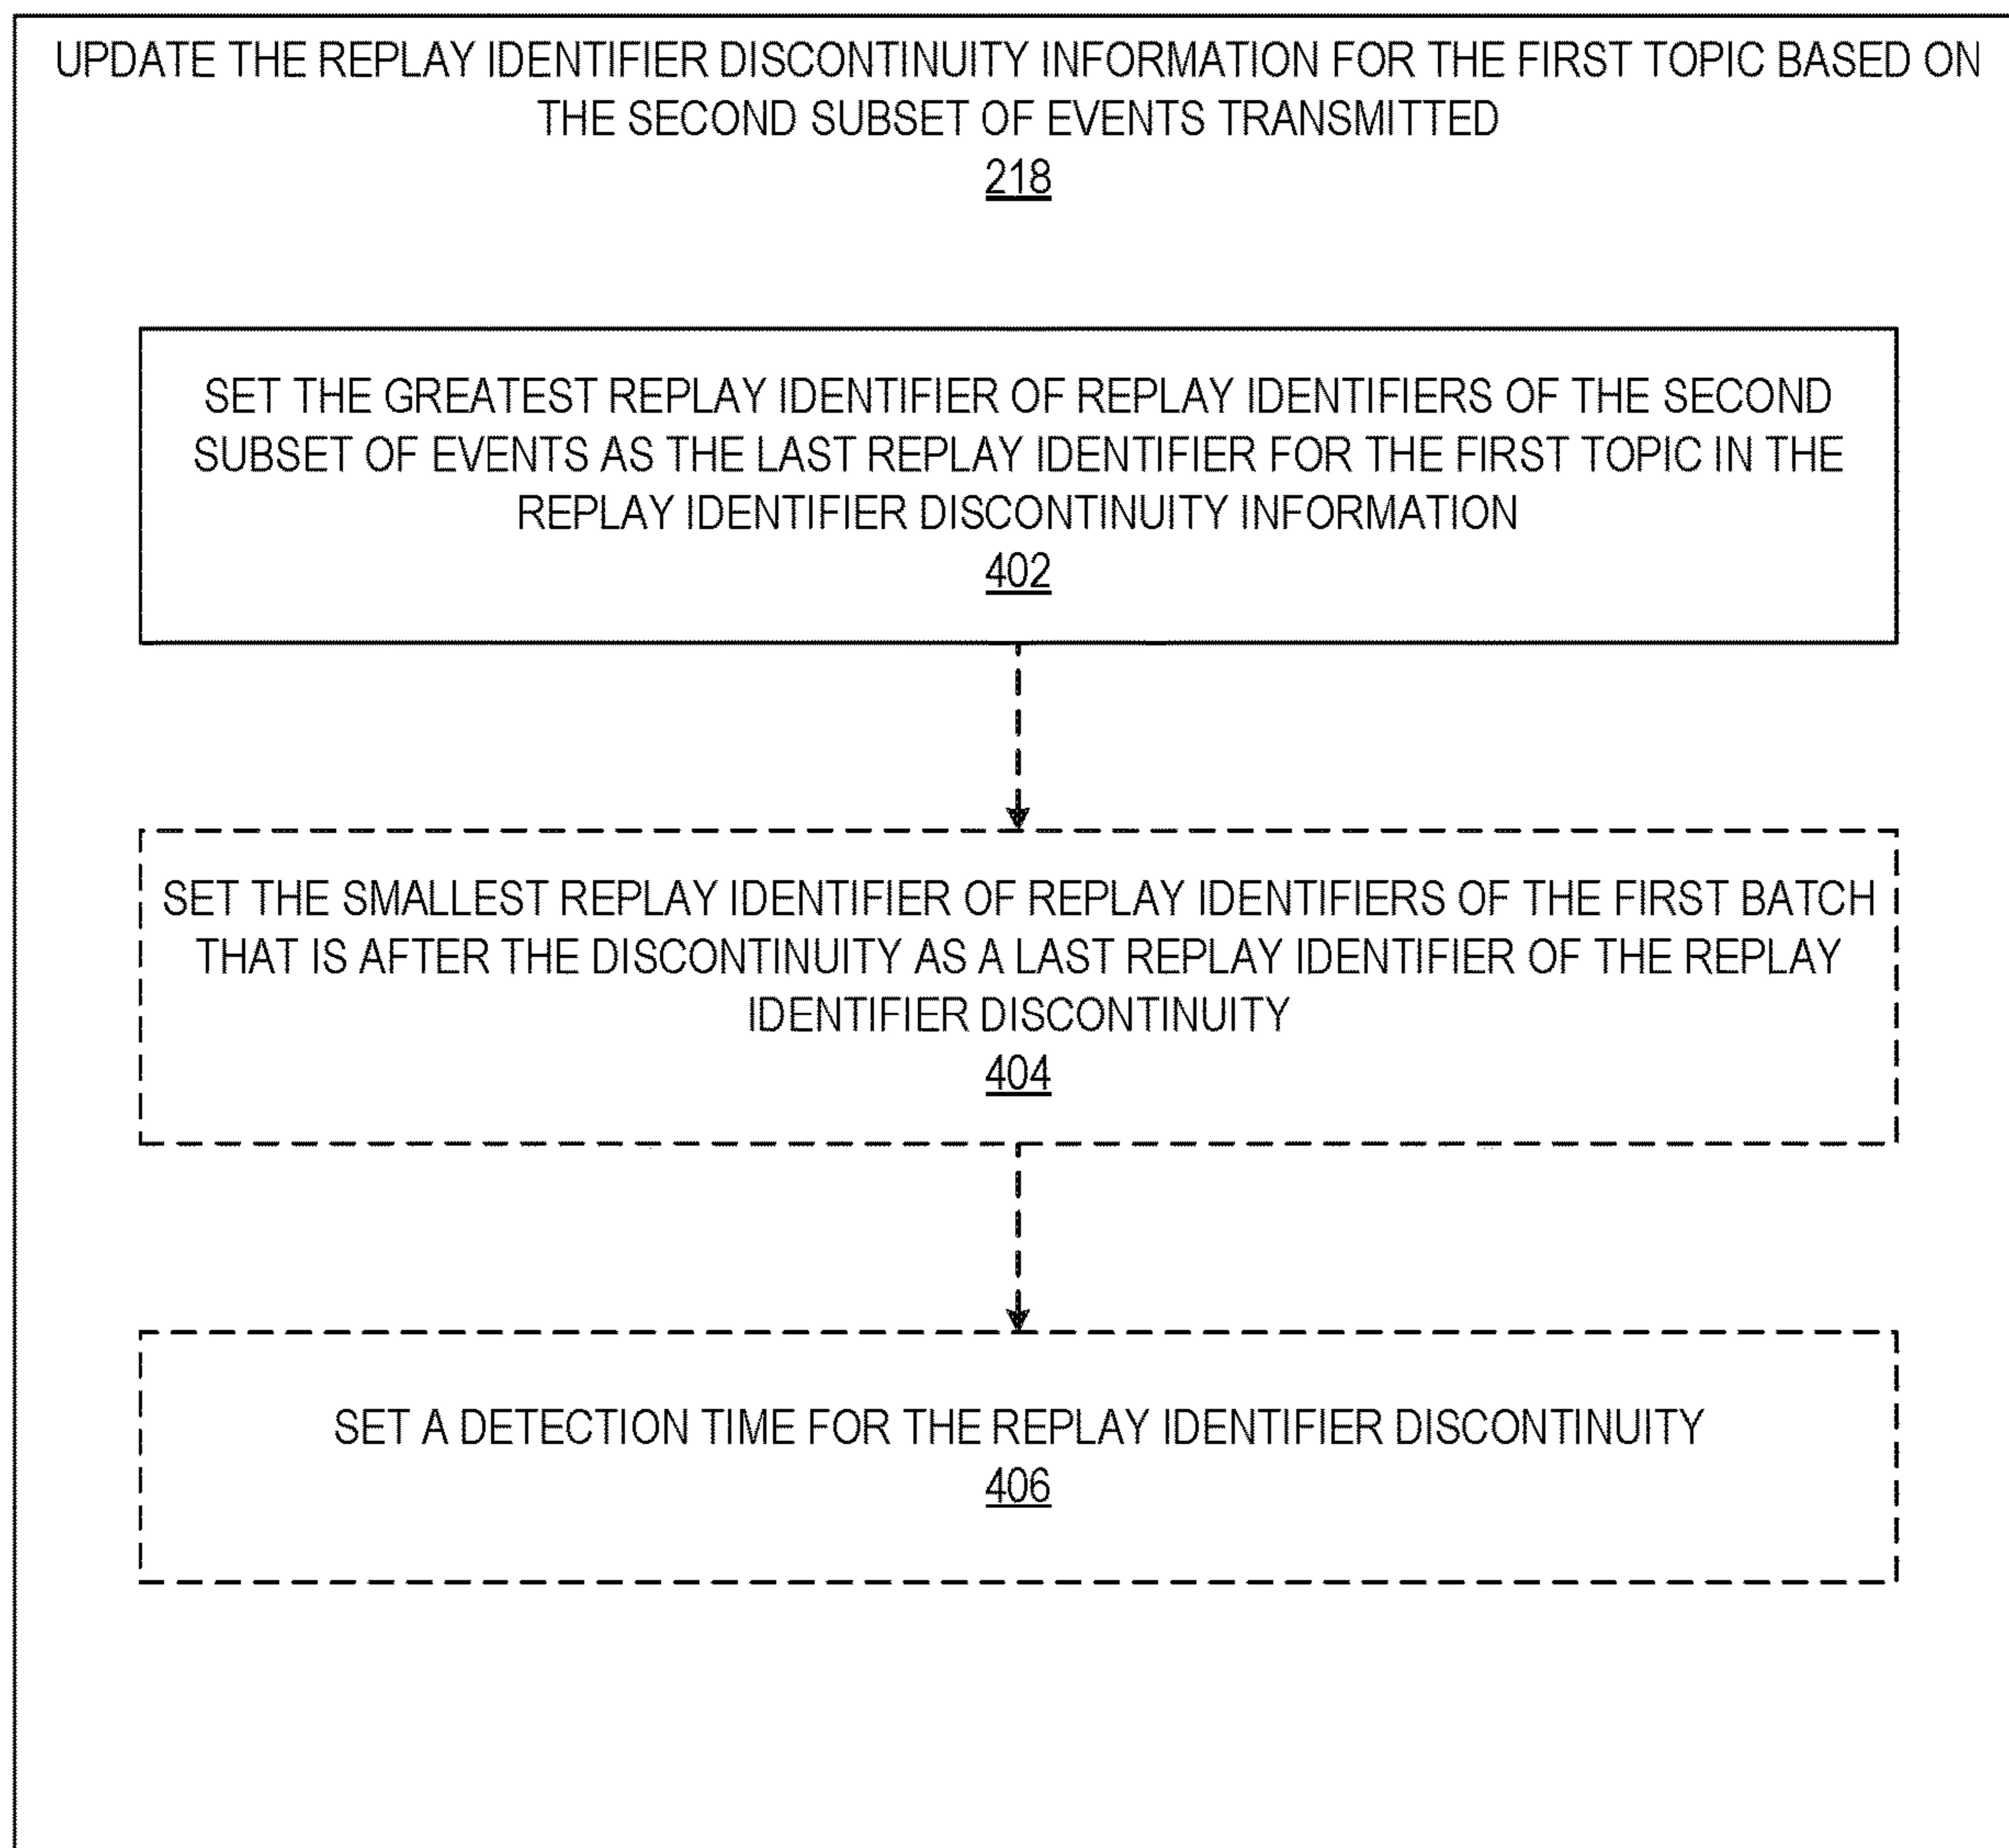 UPDATE THE REPLAY IDENTIFIER DISCONTINUITY INFORMATION FOR THE FIRST TOPIC BASED ON
THE SECOND SUBSET OF EVENTS TRANSMITTED
218
SET THE GREATEST REPLAY IDENTIFIER OF REPLAY IDENTIFIERS OF THE SECOND
SUBSET OF EVENTS AS THE LAST REPLAY IDENTIFIER FOR THE FIRST TOPIC IN THE
REPLAY IDENTIFIER DISCONTINUITY INFORMATION
402
SET THE SMALLEST REPLAY IDENTIFIER OF REPLAY IDENTIFIERS OF THE FIRST BATCH
THAT IS AFTER THE DISCONTINUITY AS A LAST REPLAY IDENTIFIER OF THE REPLAY
IDENTIFIER DISCONTINUITY
404
SET A DETECTION TIME FOR THE REPLAY IDENTIFIER DISCONTINUITY
406